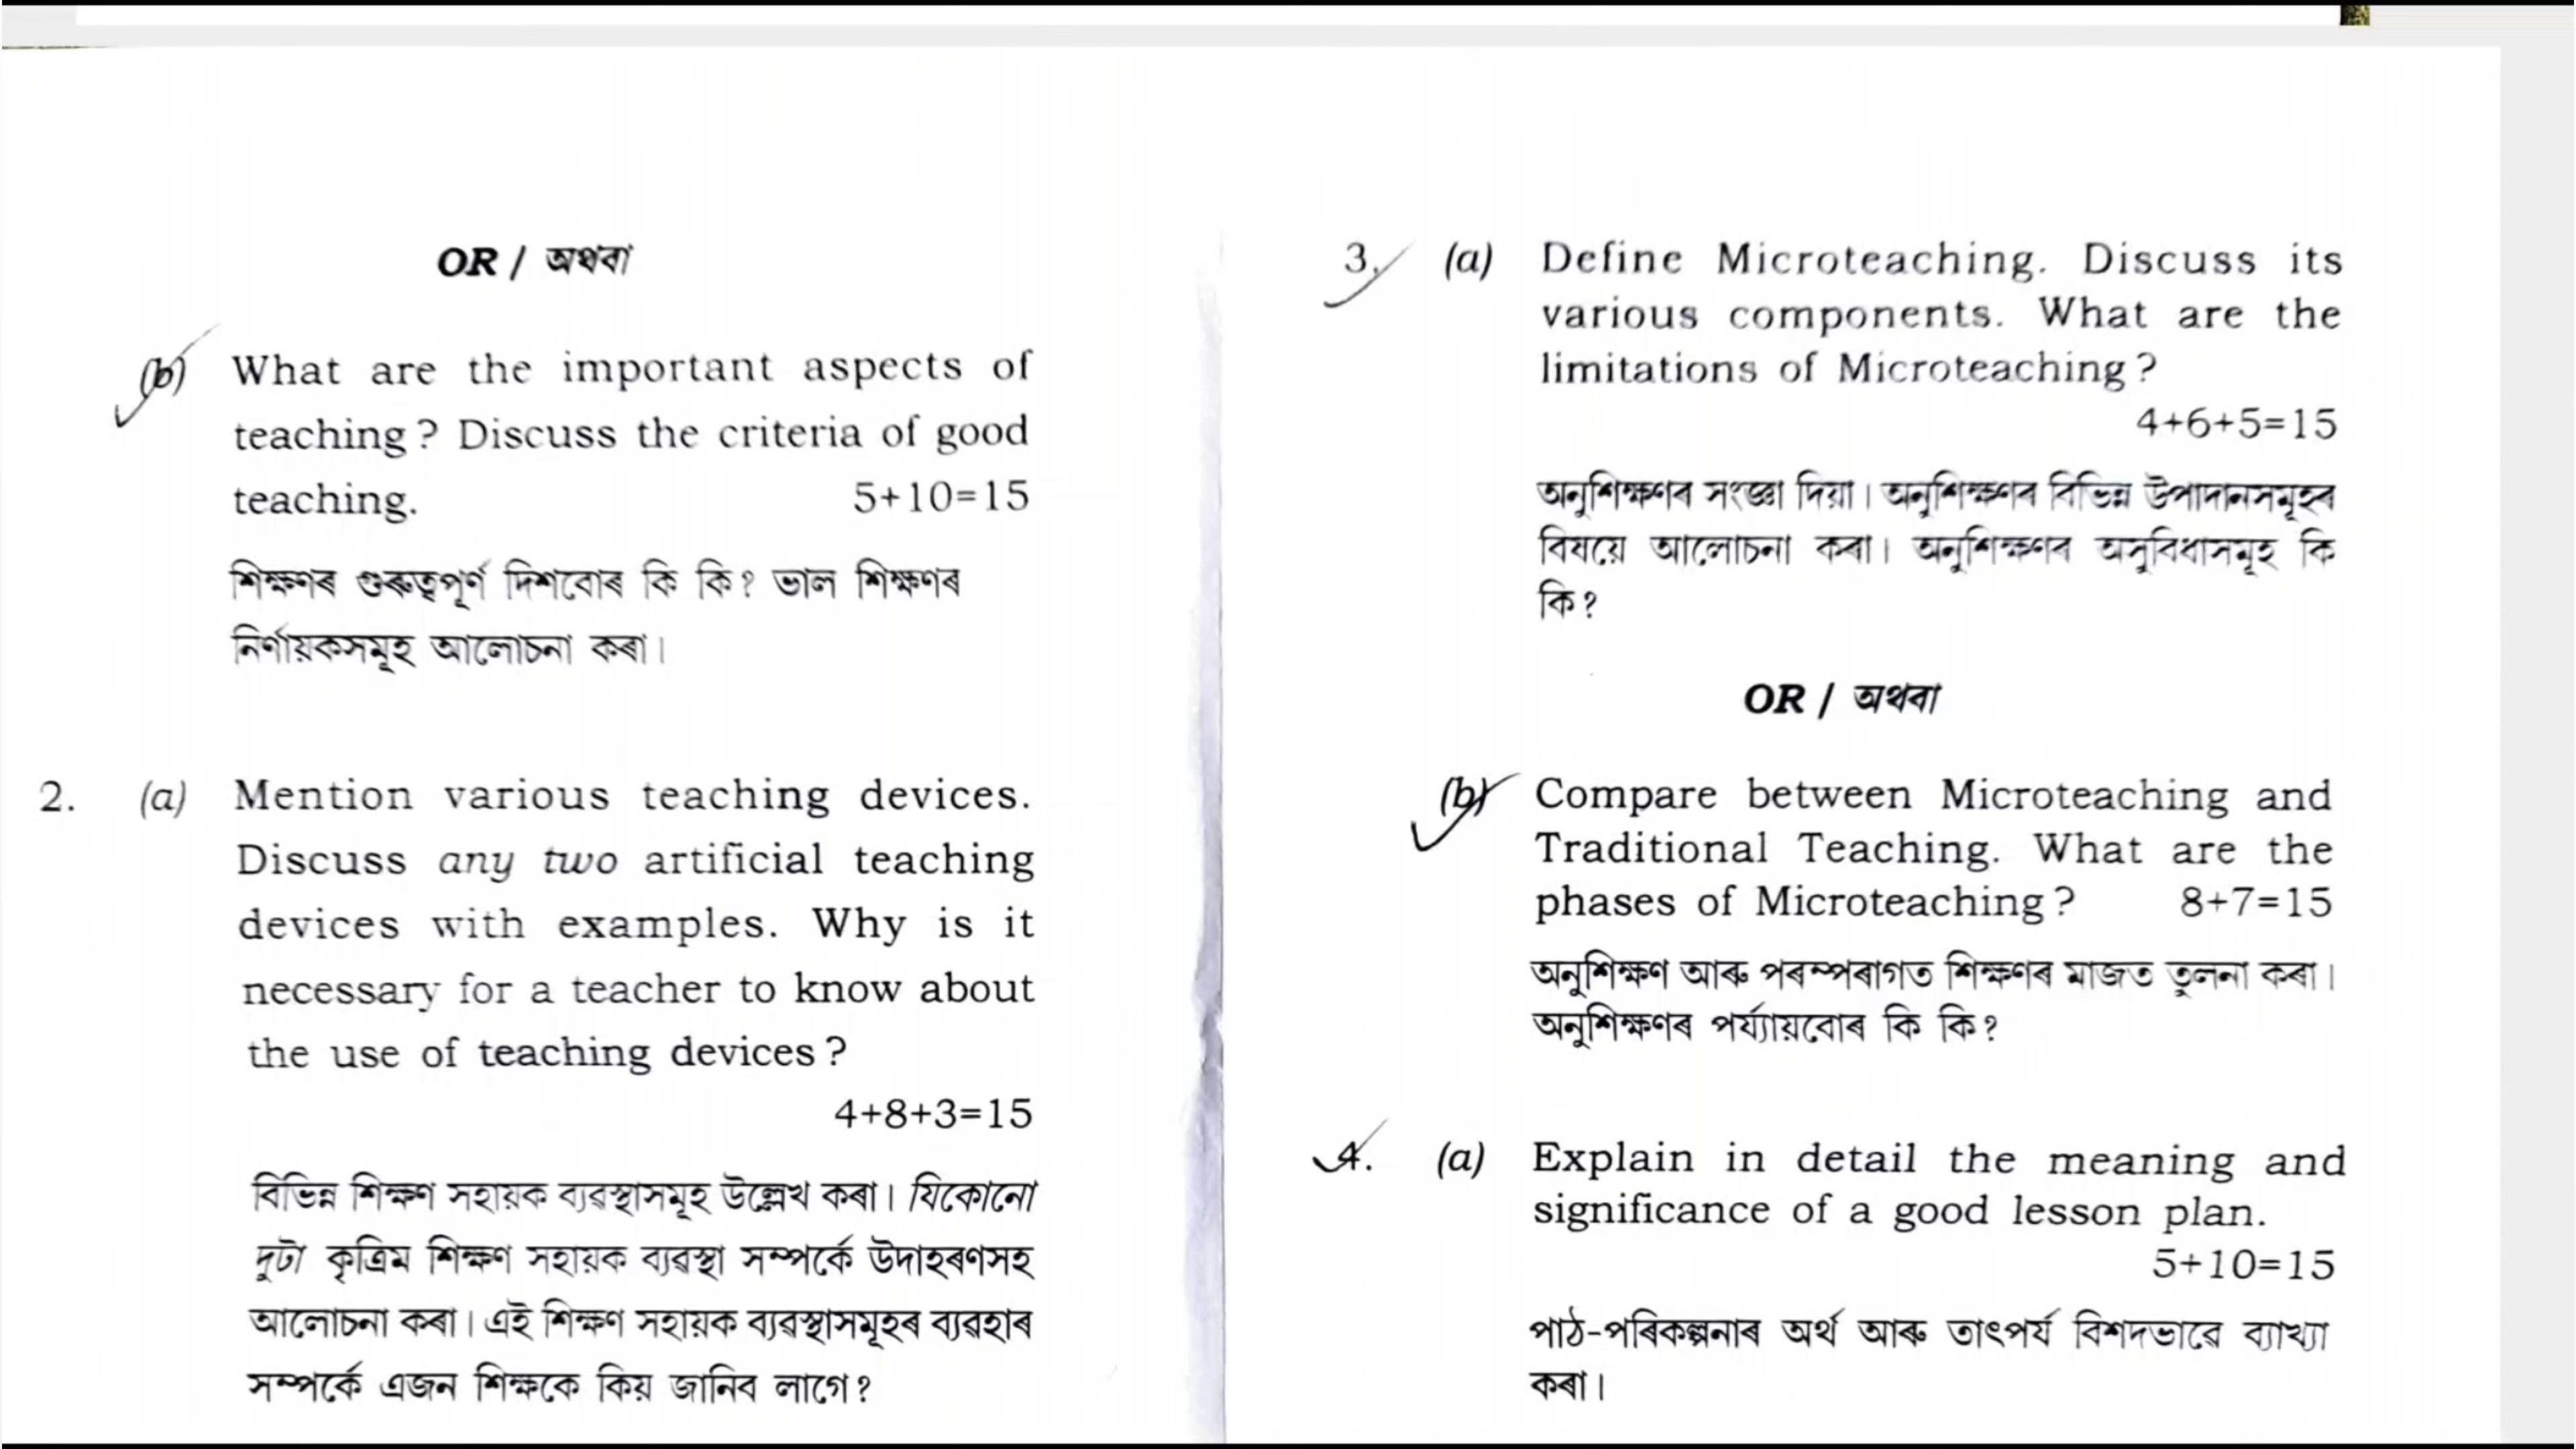 OR / অথবা
(b) What are the important aspects of
teaching? Discuss the criteria of good
teaching. 5+10=15
শিক্ষণৰ গুৰুত্বপূৰ্ণ দিশবোৰ কি কি? ভাল শিক্ষণৰ
নিৰ্ণায়কসমূহ আলোচনা কৰা।
2. (a) Mention various teaching devices.
Discuss any two artificial teaching
devices with examples. Why is it
necessary for a teacher to know about
the use of teaching devices?
4+8+3=15
বিভিন্ন শিক্ষণ সহায়ক ব্যৱস্থাসমূহ উল্লেখ কৰা। যিকোনো
দুটা কৃত্ৰিম শিক্ষণ সহায়ক ব্যৱস্থা সম্পৰ্কে উদাহৰণসহ
আলোচনা কৰা। এই শিক্ষণ সহায়ক ব্যৱস্থাসমূহৰ ব্যৱহাৰ
সম্পৰ্কে এজন শিক্ষকে কিয় জানিব লাগে?
3. (a) Define Microteaching. Discuss its
various components. What are the
limitations of Microteaching?
4+6+5=15
অনুশিক্ষণৰ সংজ্ঞা দিয়া। অনুশিক্ষণৰ বিভিন্ন উপাদানসমূহৰ
বিষয়ে আলোচনা কৰা। অনুশিক্ষণৰ অসুবিধাসমূহ কি
কি?
OR / অথবা
(b) Compare between Microteaching and
Traditional Teaching. What are the
phases of Microteaching? 8+7=15
অনুশিক্ষণ আৰু পৰম্পৰাগত শিক্ষণৰ মাজত তুলনা কৰা।
অনুশিক্ষণৰ পৰ্য্যায়বোৰ কি কি?
4. (a) Explain in detail the meaning and
significance of a good lesson plan.
5+10=15
পাঠ-পৰিকল্পনাৰ অৰ্থ আৰু তাৎপৰ্য বিশদভাৱে ব্যাখ্যা
কৰা।